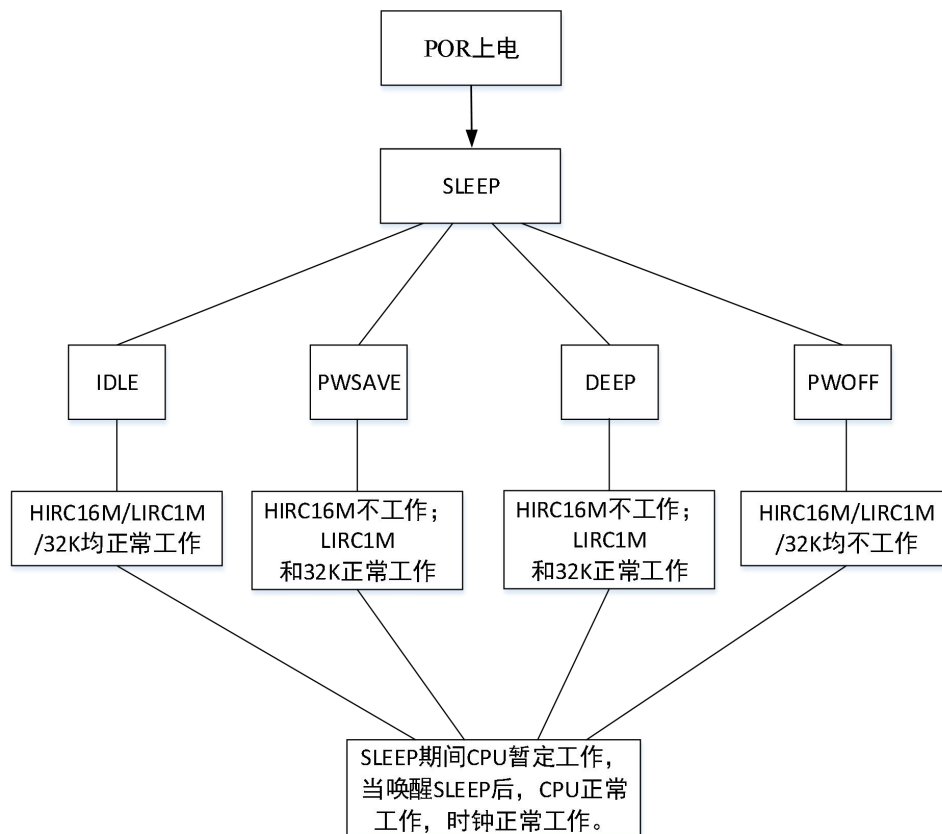 POR上电
SLEEP
IDLE
PWSAVE
DEEP
PWOFF
HIRC16M/LIRC1M
/32K均正常工作
HIRC16M不工作；
LIRC1M
和32K正常工作
HIRC16M不工作；
LIRC1M
和32K正常工作
HIRC16M/LIRC1M
/32K均不工作
SLEEP期间CPU暂定工作，
当唤醒SLEEP后，CPU正常
工作，时钟正常工作。